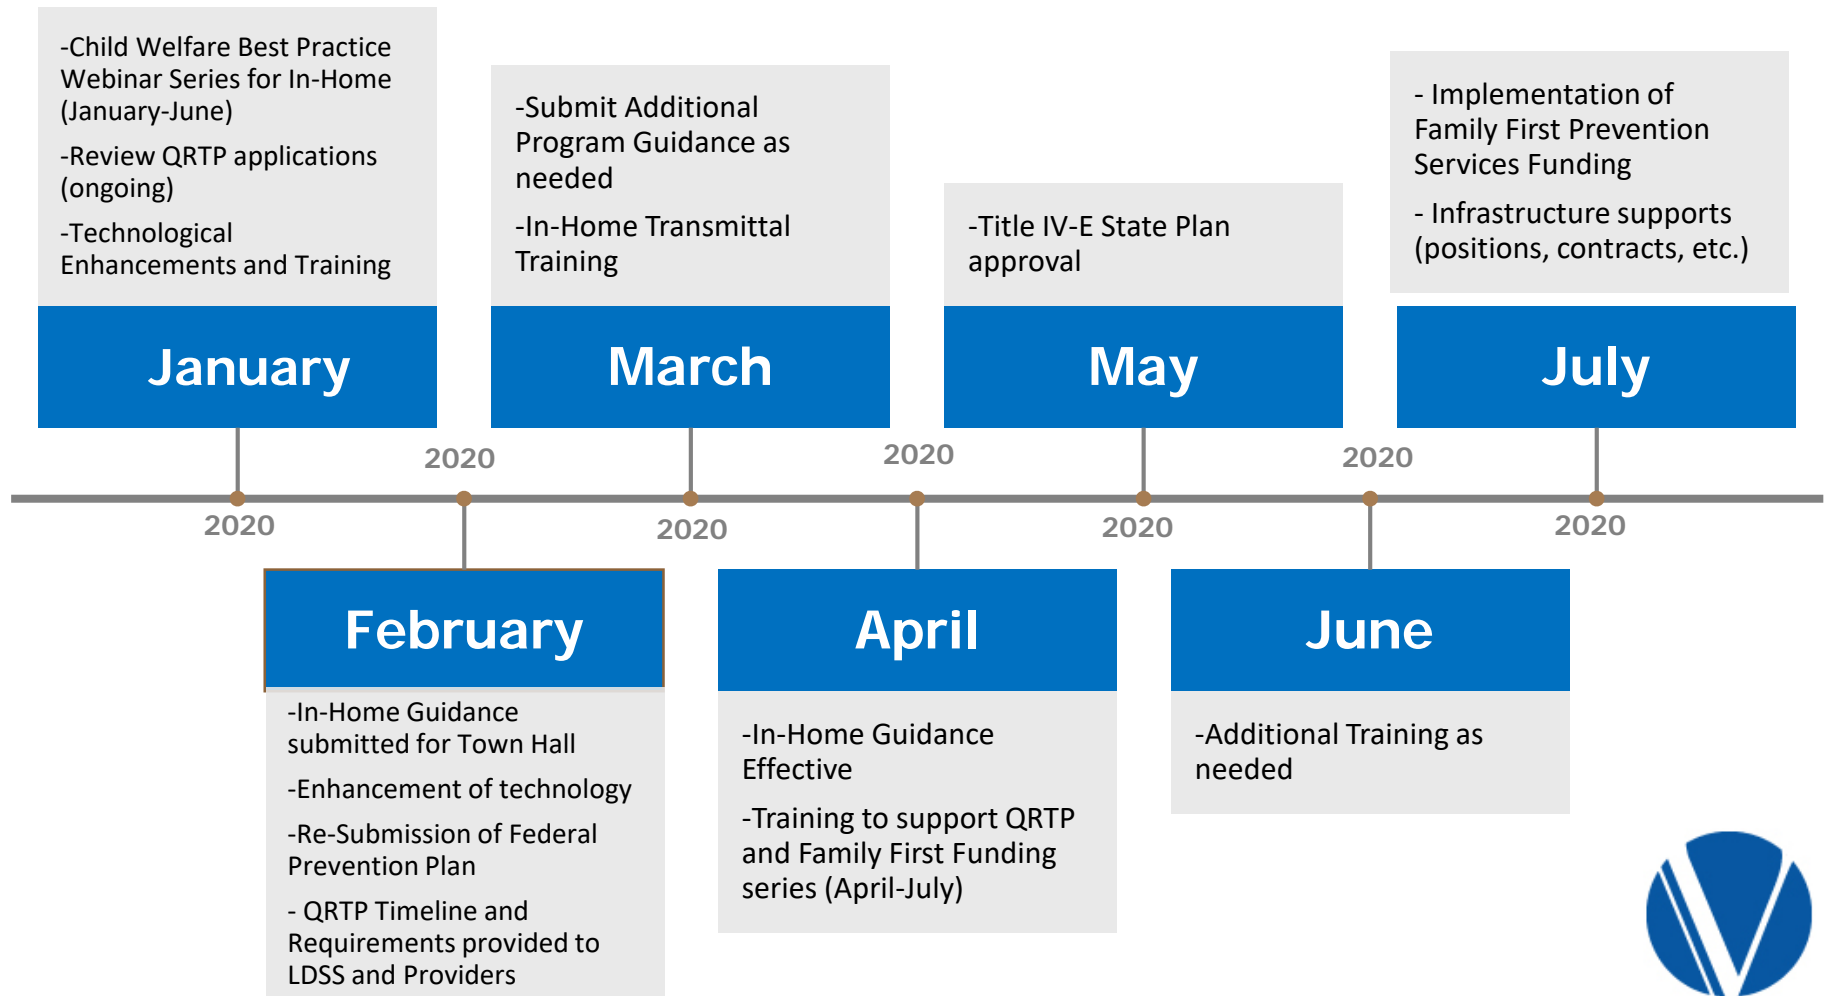 -Child Welfare Best Practice
Webinar Series for In-Home
(January-June)
-Review QRTP applications
(ongoing)
-Technological
Enhancements and Training
January
-Submit Additional
Program Guidance as
needed
-In-Home Transmittal
Training
March
-Title IV-E State Plan
approval
May
- Implementation of
Family First Prevention
Services Funding
- Infrastructure supports
(positions, contracts, etc.)
July
2020
2020
2020
2020
2020
2020
2020
February
-In-Home Guidance
submitted for Town Hall
-Enhancement of technology
-Re-Submission of Federal
Prevention Plan
- QRTP Timeline and
Requirements provided to
LDSS and Providers
April
-In-Home Guidance
Effective
-Training to support QRTP
and Family First Funding
series (April-July)
June
-Additional Training as
needed